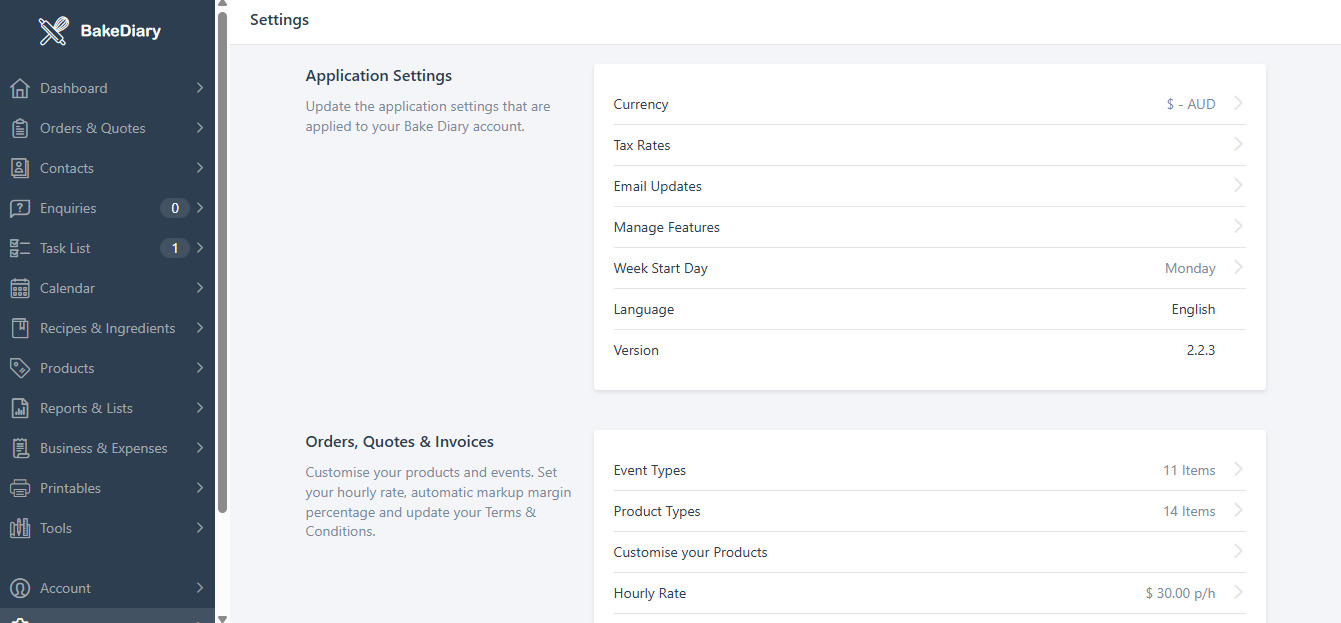 BakeDiary
Dashboard
Orders & Quotes
Contacts
Enquiries 0
Task List 1
Calendar
Recipes & Ingredients
Products
Reports & Lists
Business & Expenses
Printables
Tools
Account
Settings
Application Settings
Update the application settings that are
applied to your Bake Diary account.
Currency $ - AUD
Tax Rates
Email Updates
Manage Features
Week Start Day Monday
Language English
Version 2.2.3
Orders, Quotes & Invoices
Customise your products and events. Set
your hourly rate, automatic markup margin
percentage and update your Terms &
Conditions.
Event Types 11 Items
Product Types 14 Items
Customise your Products
Hourly Rate $ 30.00 p/h